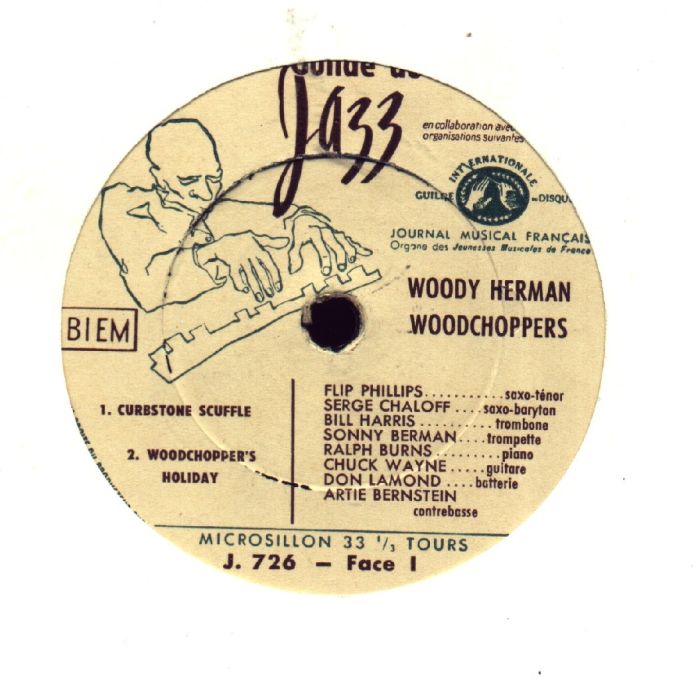 Guilde du
Jazz
en collaboration avec
organisations suivantes
INTERNATIONALE
GUILDE DU DISQUE
JOURNAL MUSICAL FRANÇAIS
Organe des Jeunesses Musicales de France
WOODY HERMAN
WOODCHOPPERS
BIEM
1. CURBSTONE SCUFFLE
2. WOODCHOPPER'S
HOLIDAY
FLIP PHILLIPS...........saxo-ténor
SERGE CHALOFF....saxo-baryton
BILL HARRIS...........trombone
SONNY BERMAN....trompette
RALPH BURNS.........piano
CHUCK WAYNE.....guitare
DON LAMOND....batterie
ARTIE BERNSTEIN
contrebasse
MICROSILLON 33 1/3 TOURS
J. 726 — Face I